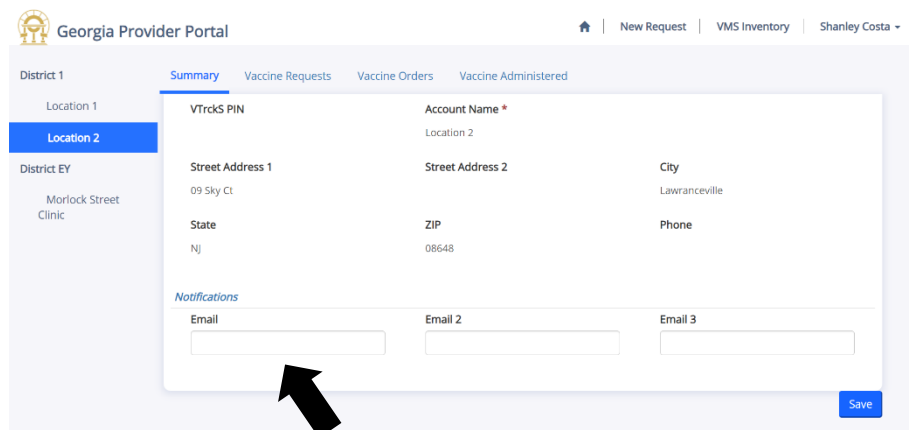 Georgia Provider Portal
New Request
VMS Inventory
Shanley Costa
District 1
Location 1
Location 2
District EY
Morlock Street
Clinic
Summary
Vaccine Requests
Vaccine Orders
Vaccine Administered
VTrckS PIN
Account Name *
Location 2
Street Address 1
Street Address 2
City
09 Sky Ct
Lawranceville
State
ZIP
Phone
NJ
08648
Notifications
Email
Email 2
Email 3
Save